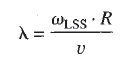 λ = ω_LSS · R / υ